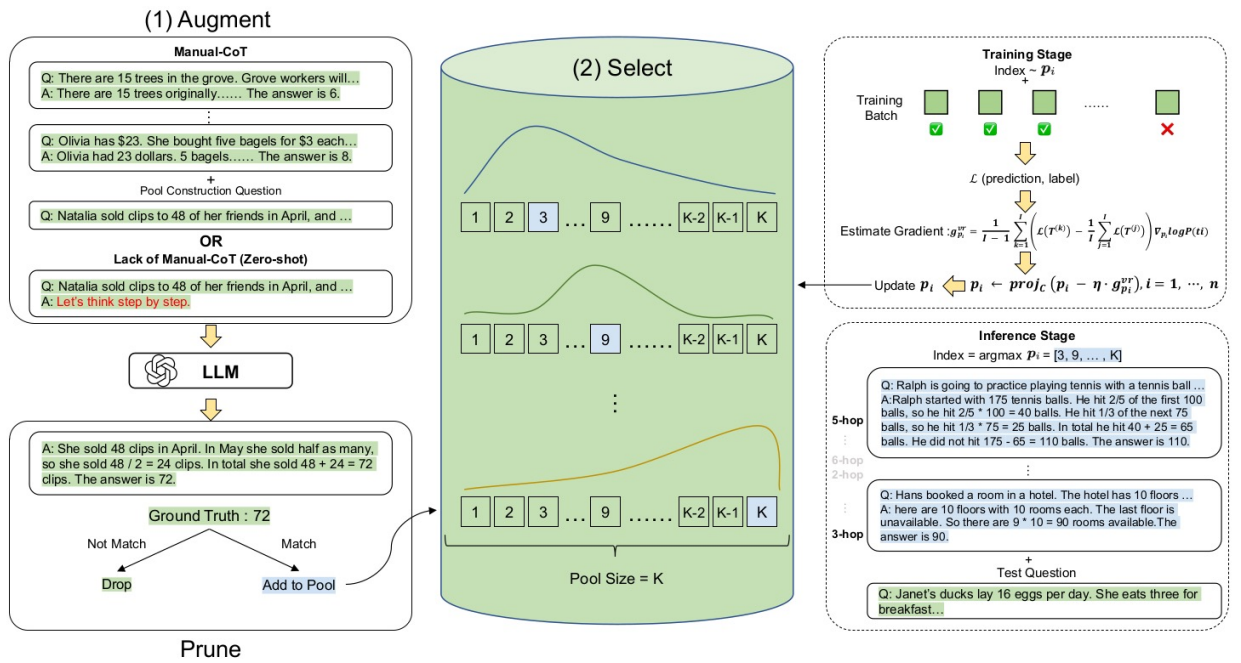 (1) Augment
Manual-CoT
Q: There are 15 trees in the grove. Grove workers will…
A: There are 15 trees originally…… The answer is 6.
⋮
Q: Olivia has $23. She bought five bagels for $3 each…
A: Olivia had 23 dollars. 5 bagels…… The answer is 8.
+
Pool Construction Question
Q: Natalia sold clips to 48 of her friends in April, and …
OR
Lack of Manual-CoT (Zero-shot)
Q: Natalia sold clips to 48 of her friends in April, and …
A: Let's think step by step.
LLM
A: She sold 48 clips in April. In May she sold half as many,
so she sold 48 / 2 = 24 clips. In total she sold 48 + 24 = 72
clips. The answer is 72.
Ground Truth : 72
Not Match
Match
Drop
Add to Pool
Prune
(2) Select
1 2 3 … 9 …… K-2 K-1 K
1 2 3 … 9 …… K-2 K-1 K
⋮
1 2 3 … 9 …… K-2 K-1 K
Pool Size = K
Training Stage
Index ~ p_i
+
Training
Batch
……
ℒ (prediction, label)
Estimate Gradient : g^{vr}_{p_i} = \frac{1}{I - 1} \sum_{k=1}^{I} ( ℒ(T^{(k)}) − \frac{1}{I} \sum_{j=1}^{I} ℒ(T^{(j)}) ) ∇_{p_i} logP(ti)
Update p_i
p_i ← proj_C (p_i − η · g^{vr}_{p_i}), i = 1, ⋯, n
Inference Stage
Index = argmax p_i = [3, 9, … , K]
5-hop
⋮
6-hop
2-hop
⋮
3-hop
Q: Ralph is going to practice playing tennis with a tennis ball …
A:Ralph started with 175 tennis balls. He hit 2/5 of the first 100
balls, so he hit 2/5 * 100 = 40 balls. He hit 1/3 of the next 75
balls, so he hit 1/3 * 75 = 25 balls. In total he hit 40 + 25 = 65
balls. He did not hit 175 - 65 = 110 balls. The answer is 110.
⋮
Q: Hans booked a room in a hotel. The hotel has 10 floors …
A: here are 10 floors with 10 rooms each. The last floor is
unavailable. So there are 9 * 10 = 90 rooms available.The
answer is 90.
+
Test Question
Q: Janet's ducks lay 16 eggs per day. She eats three for
breakfast…